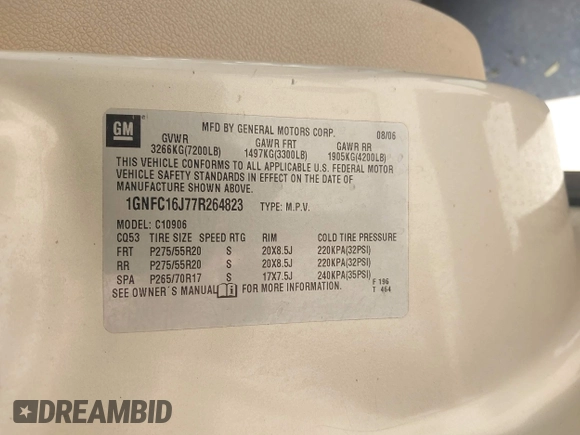 GM
MFD BY GENERAL MOTORS CORP. 08/06
GVWR GAWR FRT GAWR RR
3266KG(7200LB) 1497KG(3300LB) 1905KG(4200LB)
THIS VEHICLE CONFORMS TO ALL APPLICABLE U.S. FEDERAL MOTOR
VEHICLE SAFETY STANDARDS IN EFFECT ON THE DATE OF
MANUFACTURE SHOWN ABOVE.
1GNFC16J77R264823 TYPE: M.P.V.
MODEL: C10906
CQ53 TIRE SIZE SPEED RTG RIM COLD TIRE PRESSURE
FRT P275/55R20 S 20X8.5J 220KPA(32PSI)
RR P275/55R20 S 20X8.5J 220KPA(32PSI)
SPA P265/70R17 S 17X7.5J 240KPA(35PSI)
SEE OWNER'S MANUAL FOR MORE INFORMATION.
F 196
T 464
DREAMBID